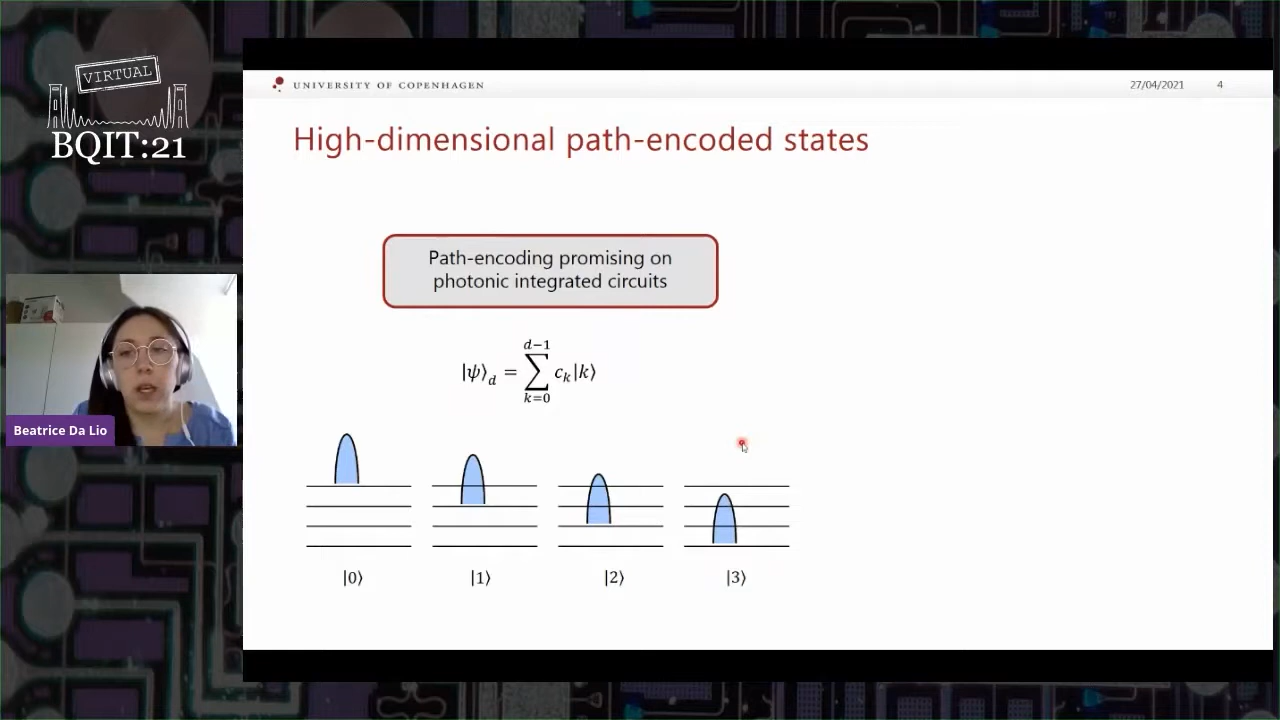 VIRTUAL
BQIT:21
UNIVERSITY OF COPENHAGEN
27/04/2021
4
High-dimensional path-encoded states
Path-encoding promising on
photonic integrated circuits
|ψ⟩_d = ∑_{k=0}^{d−1} c_k|k⟩
|0⟩
|1⟩
|2⟩
|3⟩
Beatrice Da Lio